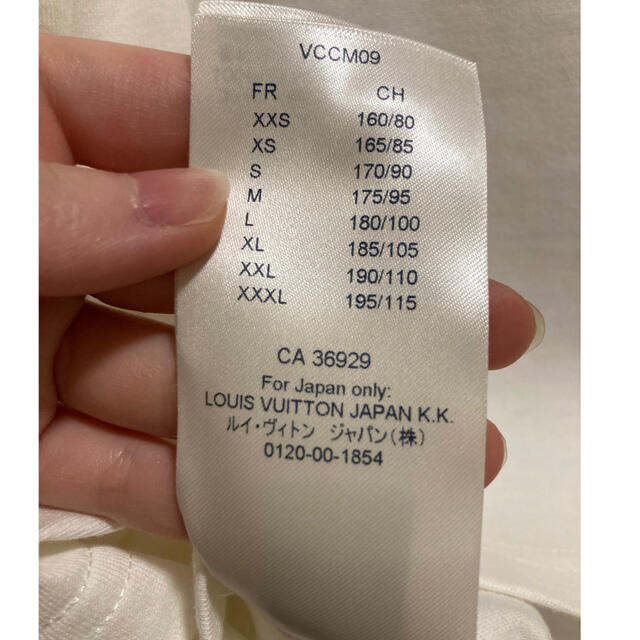 VCCM09
FR CH
XXS 160/80
XS 165/85
S 170/90
M 175/95
L 180/100
XL 185/105
XXL 190/110
XXXL 195/115
CA 36929
For Japan only:
LOUIS VUITTON JAPAN K.K.
ルイ・ヴィトン ジャパン(株)
0120-00-1854